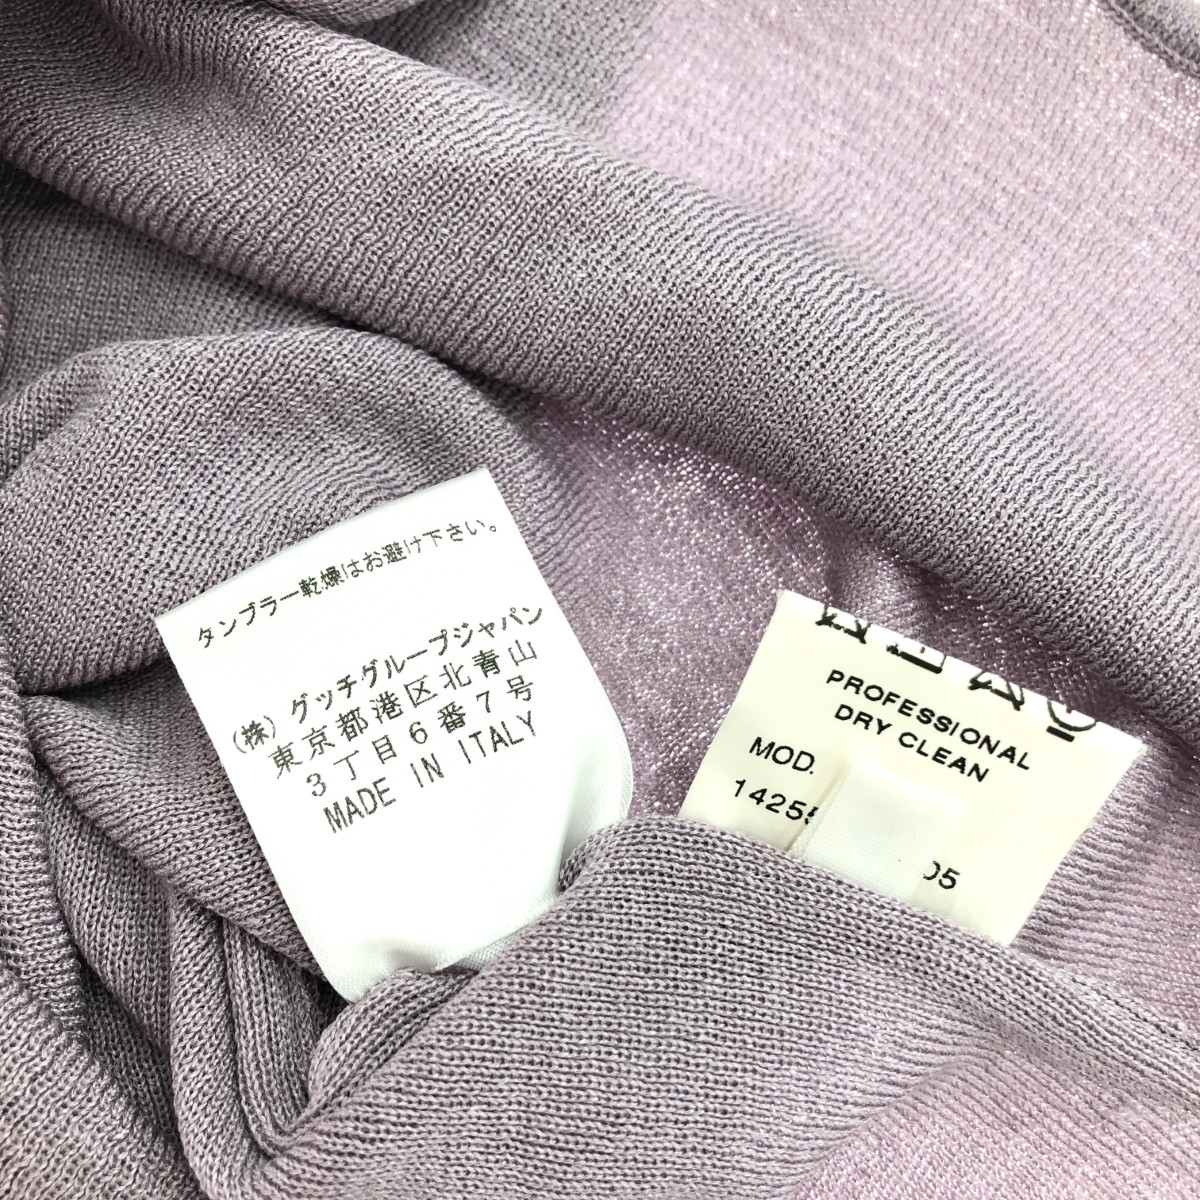 タンブラー乾燥はお避け下さい。
(株)グッチグループジャパン
東京都港区北青山
3丁目6番7号
MADE IN ITALY
PROFESSIONAL
DRY CLEAN
MOD.
1425
05